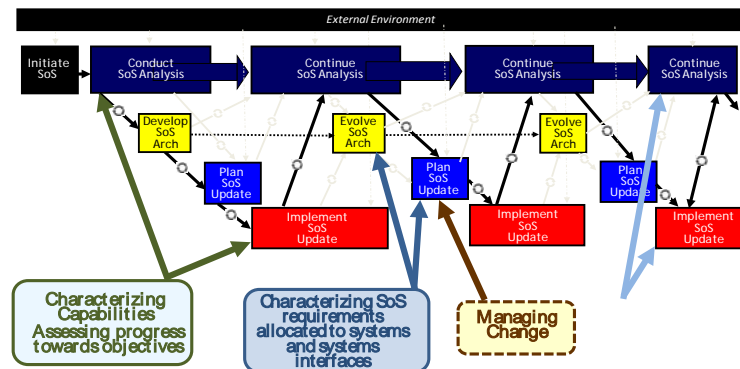 External Environment
Initiate
SoS
Conduct
SoS Analysis
Continue
SoS Analysis
Continue
SoS Analysis
Continue
SoS Analysis
Develop
SoS
Arch
Evolve
SoS
Arch
Evolve
SoS
Arch
Plan
SoS
Update
Plan
SoS
Update
Plan
SoS
Update
Implement
SoS
Update
Implement
SoS
Update
Implement
SoS
Update
Characterizing
Capabilities
Assessing progress
towards objectives
Characterizing SoS
requirements
allocated to systems
and systems
interfaces
Managing
Change